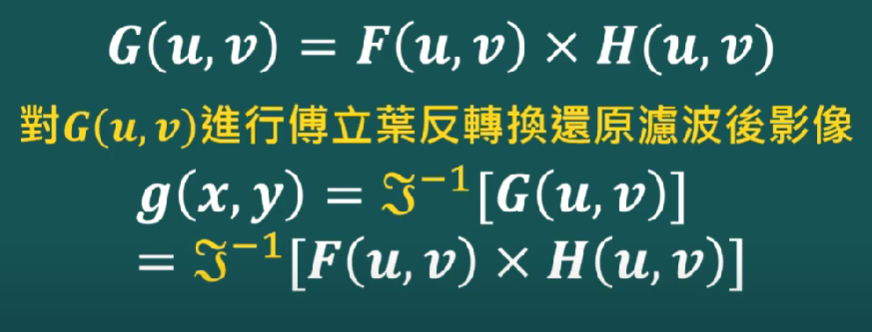 G(u, v) = F(u, v) × H(u, v)
對G(u, v)進行傅立葉反轉換還原濾波後影像
g(x, y) = ℑ⁻¹[G(u, v)]
= ℑ⁻¹[F(u, v) × H(u, v)]